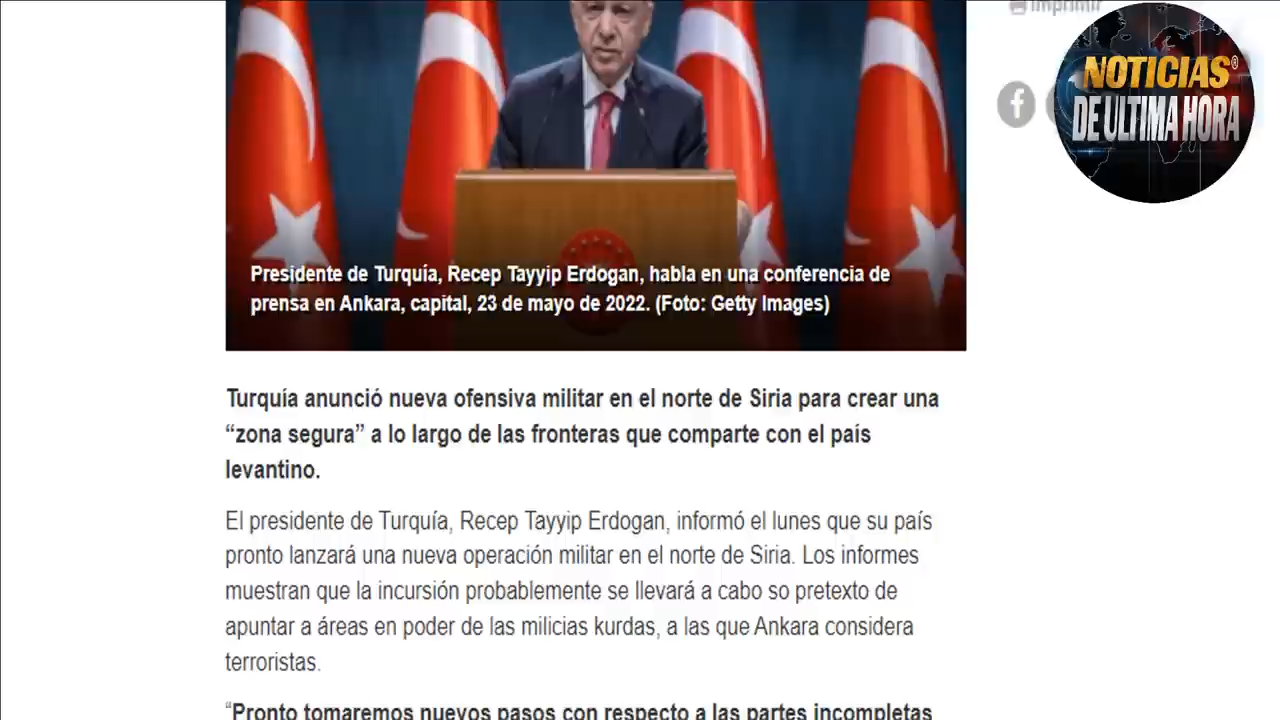 Imprimir
NOTICIAS®
DE ULTIMA HORA
Presidente de Turquía, Recep Tayyip Erdogan, habla en una conferencia de
prensa en Ankara, capital, 23 de mayo de 2022. (Foto: Getty Images)
Turquía anunció nueva ofensiva militar en el norte de Siria para crear una
“zona segura” a lo largo de las fronteras que comparte con el país
levantino.
El presidente de Turquía, Recep Tayyip Erdogan, informó el lunes que su país
pronto lanzará una nueva operación militar en el norte de Siria. Los informes
muestran que la incursión probablemente se llevará a cabo so pretexto de
apuntar a áreas en poder de las milicias kurdas, a las que Ankara considera
terroristas.
“Pronto tomaremos nuevos pasos con respecto a las partes incompletas